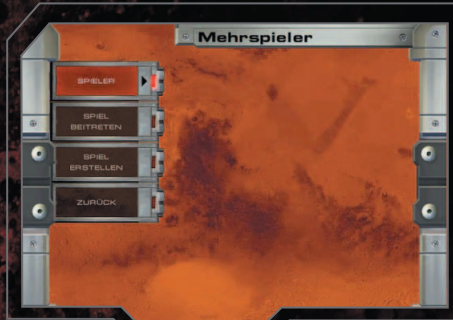 Mehrspieler
SPIELER
SPIEL
BEITRETEN
SPIEL
ERSTELLEN
ZURÜCK